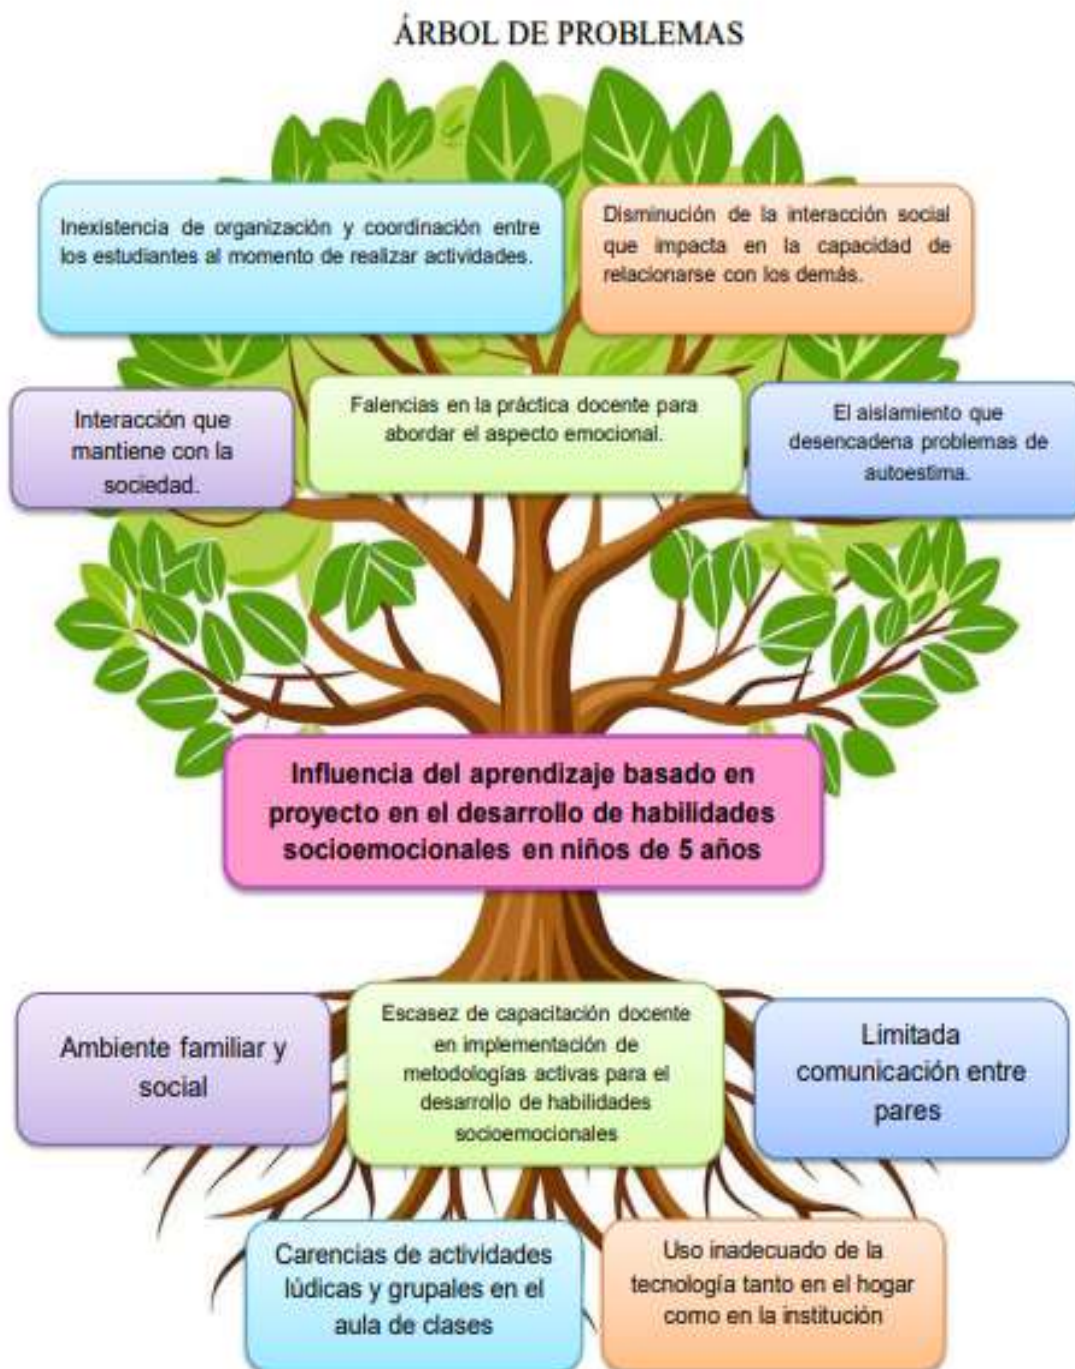 ÁRBOL DE PROBLEMAS
Inexistencia de organización y coordinación entre
los estudiantes al momento de realizar actividades.
Disminución de la interacción social
que impacta en la capacidad de
relacionarse con los demás.
Interacción que
mantiene con la
sociedad.
Falencias en la práctica docente para
abordar el aspecto emocional.
El aislamiento que
desencadena problemas de
autoestima.
Influencia del aprendizaje basado en
proyecto en el desarrollo de habilidades
socioemocionales en niños de 5 años
Ambiente familiar y
social
Escasez de capacitación docente
en implementación de
metodologías activas para el
desarrollo de habilidades
socioemocionales
Limitada
comunicación entre
pares
Carencias de actividades
lúdicas y grupales en el
aula de clases
Uso inadecuado de la
tecnología tanto en el hogar
como en la institución